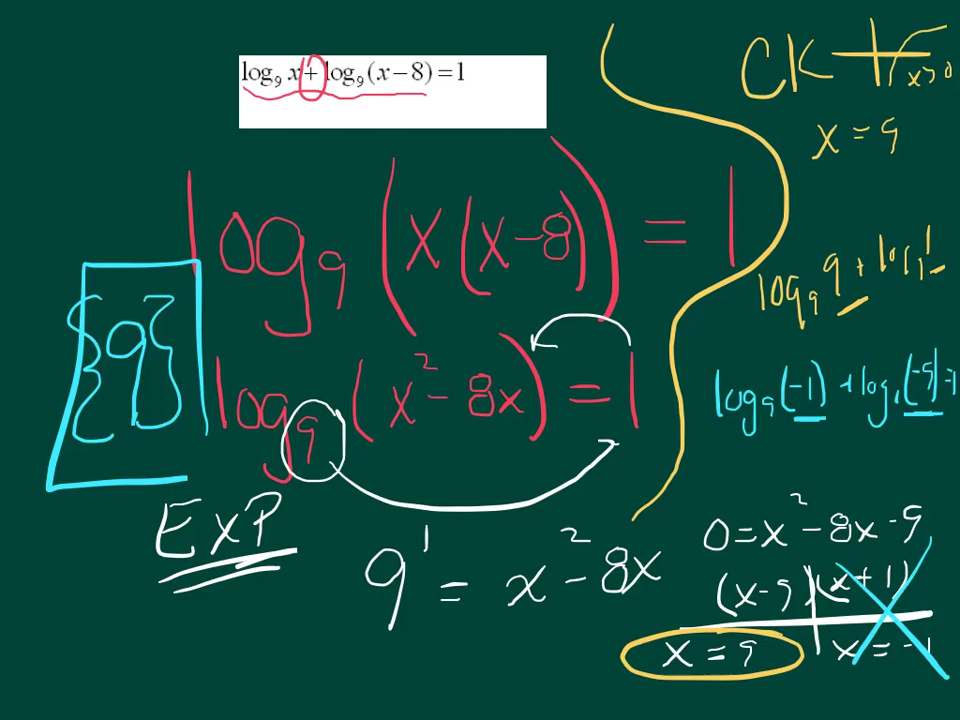 log₉ x + log₉(x − 8) = 1
log₉(x(x−8)) = 1
{9}
log₉(x²−8x) = 1
EXP
9¹ = x² − 8x
CK
x>0
x = 9
log₉ 9 + log₉ 1
log₉(-1) + log₉(-9) = 1
0 = x² − 8x − 9
(x−9)(x+1)
x = 9 x = −1